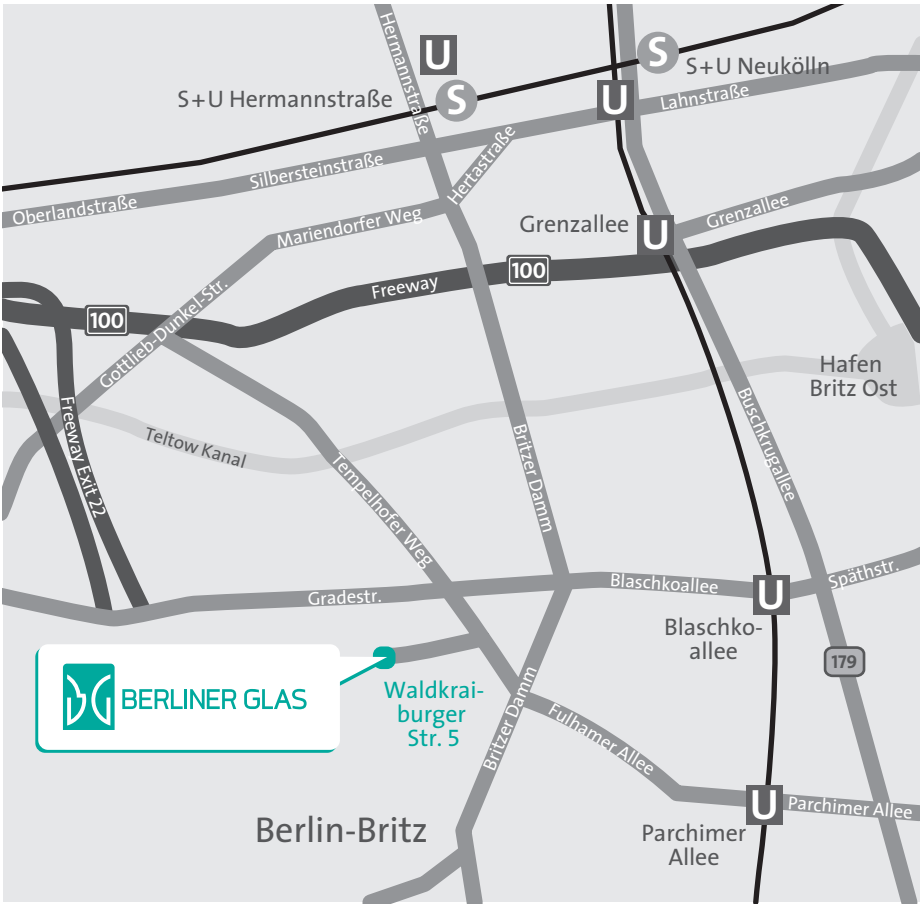 Hermannstraße
U
S
S+U Neukölln
S+U Hermannstraße
S
U
Lahnstraße
Hertastraße
Silbersteinstraße
Oberlandstraße
Mariendorfer Weg
Grenzallee
U
Grenzallee
100
Freeway
100
Gottlieb-Dunkel-Str.
Hafen
Britz Ost
Freeway Exit 22
Teltow Kanal
Tempelhofer Weg
Britzer Damm
Buschkrugallee
Gradestr.
Blaschkoallee
U
Späthstr.
Blaschko-
allee
179
BERLINER GLAS
Waldkrai-
burger
Str. 5
Britzer Damm
Fulhamer Allee
U
Parchimer Allee
Berlin-Britz
Parchimer
Allee